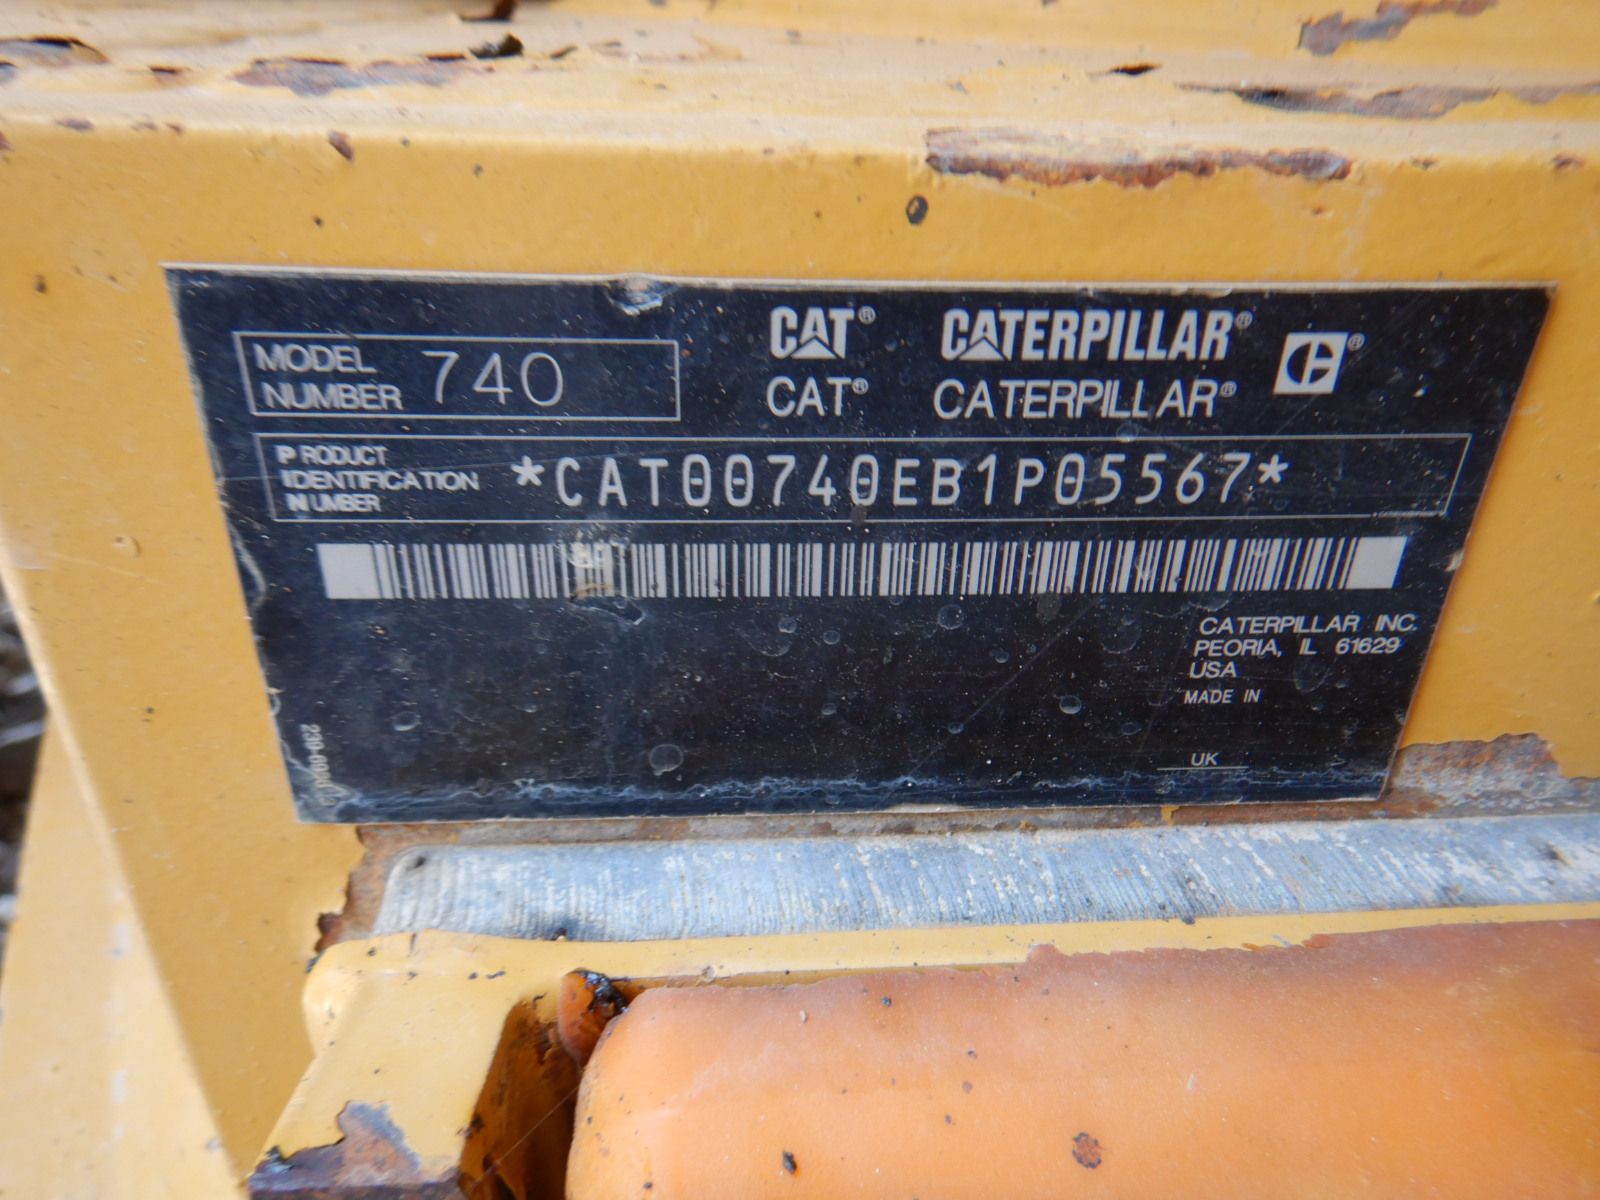 MODEL NUMBER 740
CAT® CATERPILLAR® ®
CAT® CATERPILLAR®
PRODUCT
IDENTIFICATION
NUMBER
*CAT00740EB1P05567*
CATERPILLAR INC.
PEORIA, IL 61629
USA
MADE IN
UK